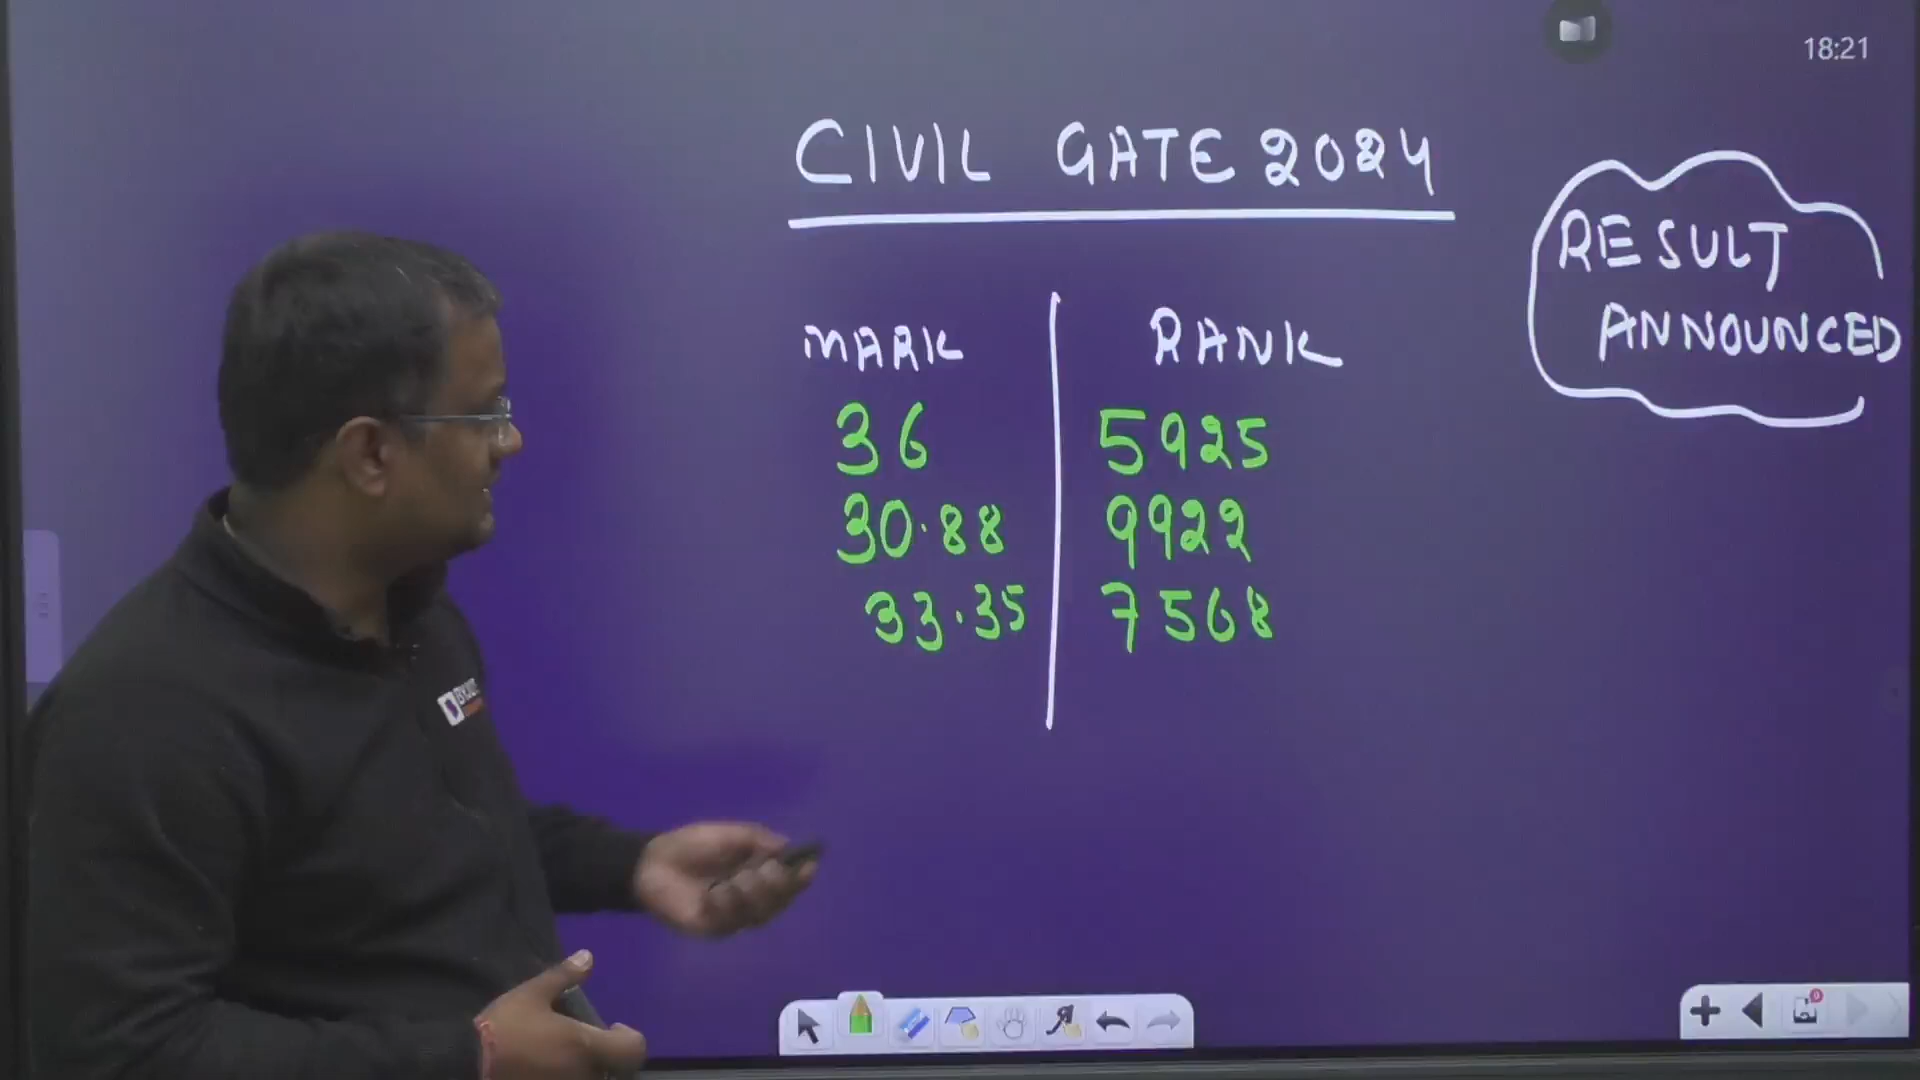 18:21
CIVIL GATE 2024
RESULT
ANNOUNCED
MARK RANK
36 5925
30.88 9922
33.35 7568